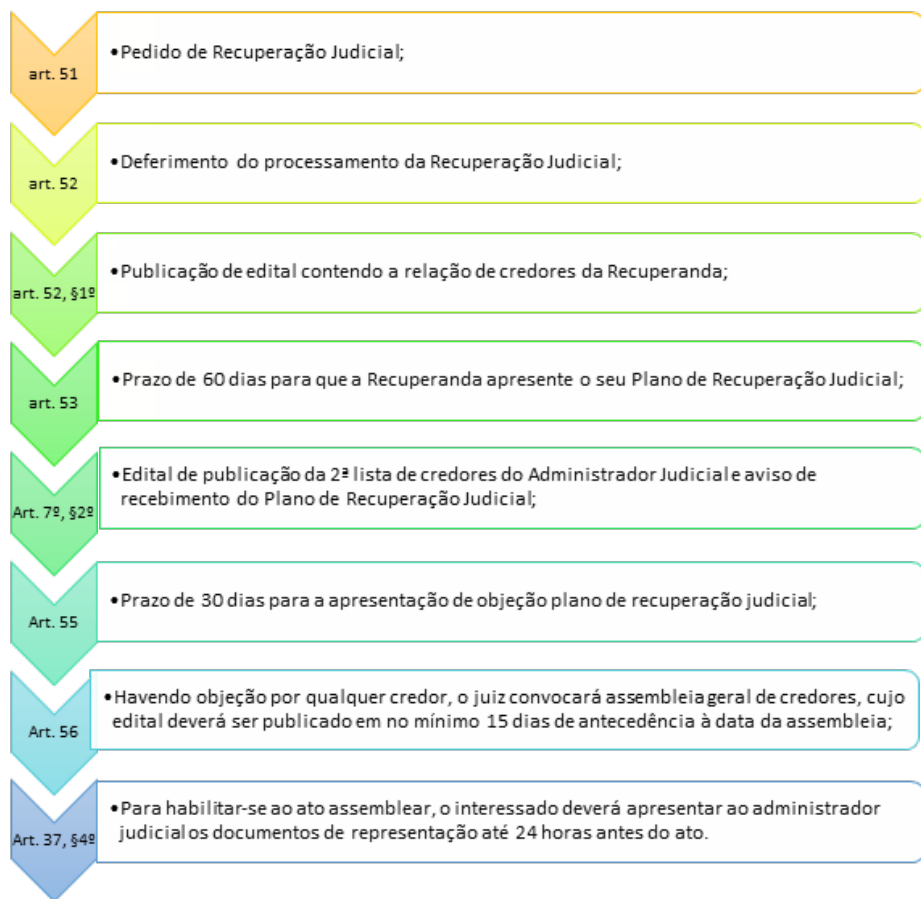 art. 51
•Pedido de Recuperação Judicial;
art. 52
•Deferimento do processamento da Recuperação Judicial;
art. 52, §1º
•Publicação de edital contendo a relação de credores da Recuperanda;
art. 53
•Prazo de 60 dias para que a Recuperanda apresente o seu Plano de Recuperação Judicial;
Art. 7º, §2º
•Edital de publicação da 2ª lista de credores do Administrador Judicial e aviso de
recebimento do Plano de Recuperação Judicial;
Art. 55
•Prazo de 30 dias para a apresentação de objeção plano de recuperação judicial;
Art. 56
•Havendo objeção por qualquer credor, o juiz convocará assembleia geral de credores, cujo
edital deverá ser publicado em no mínimo 15 dias de antecedência à data da assembleia;
Art. 37, §4º
•Para habilitar-se ao ato assemblear, o interessado deverá apresentar ao administrador
judicial os documentos de representação até 24 horas antes do ato.